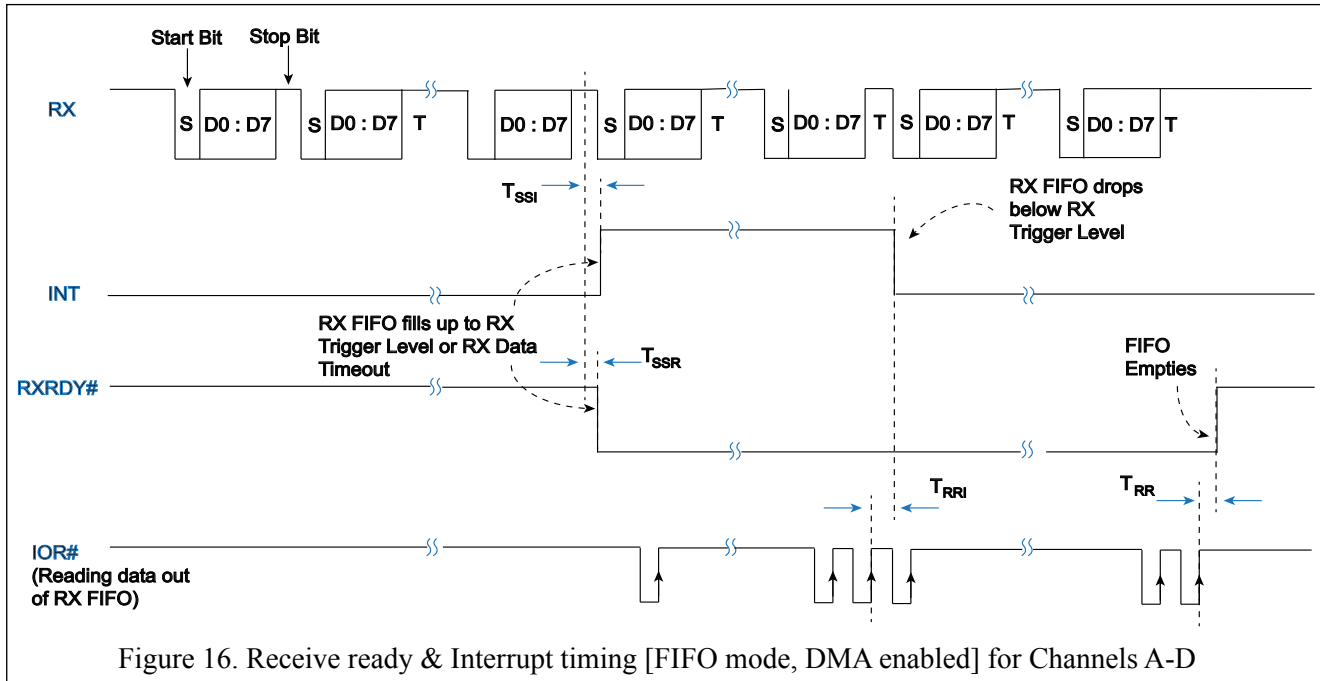 Start Bit
Stop Bit
RX
S D0 : D7 S D0 : D7 T D0 : D7 S D0 : D7 T S D0 : D7 T S D0 : D7 T S D0 : D7 T
TSSI
RX FIFO drops
below RX
Trigger Level
INT
RX FIFO fills up to RX
Trigger Level or RX Data
Timeout
TSSR
FIFO
Empties
RXRDY#
TRRI
TRR
IOR#
(Reading data out
of RX FIFO)
Figure 16. Receive ready & Interrupt timing [FIFO mode, DMA enabled] for Channels A-D